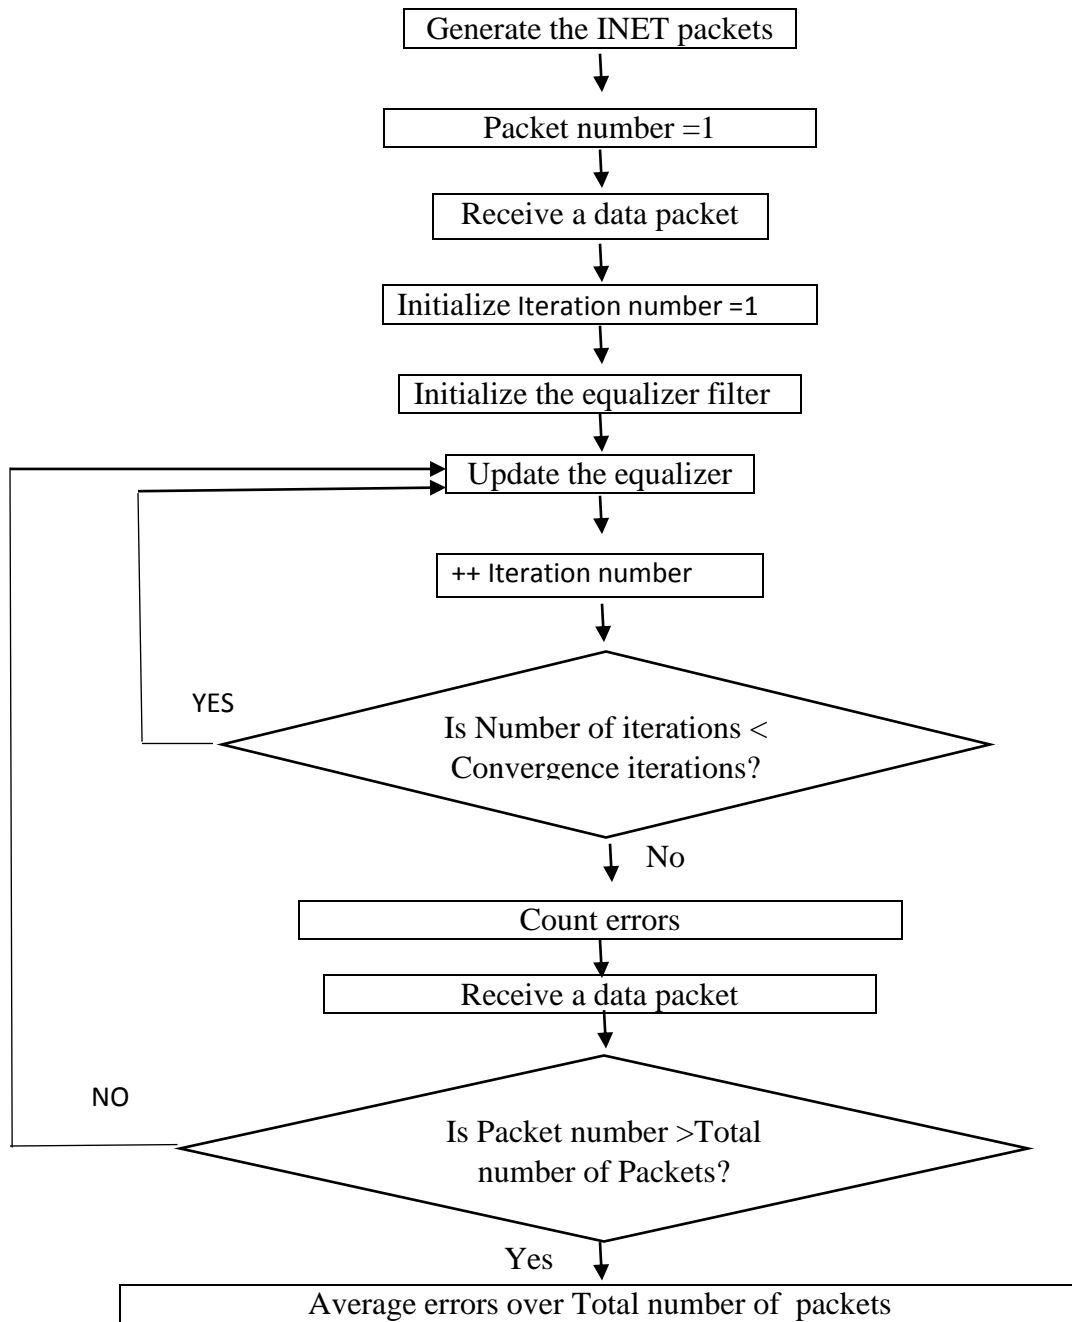 Generate the INET packets
Packet number =1
Receive a data packet
Initialize Iteration number =1
Initialize the equalizer filter
Update the equalizer
++ Iteration number
YES
Is Number of iterations <
Convergence iterations?
No
Count errors
Receive a data packet
NO
Is Packet number >Total
number of Packets?
Yes
Average errors over Total number of packets